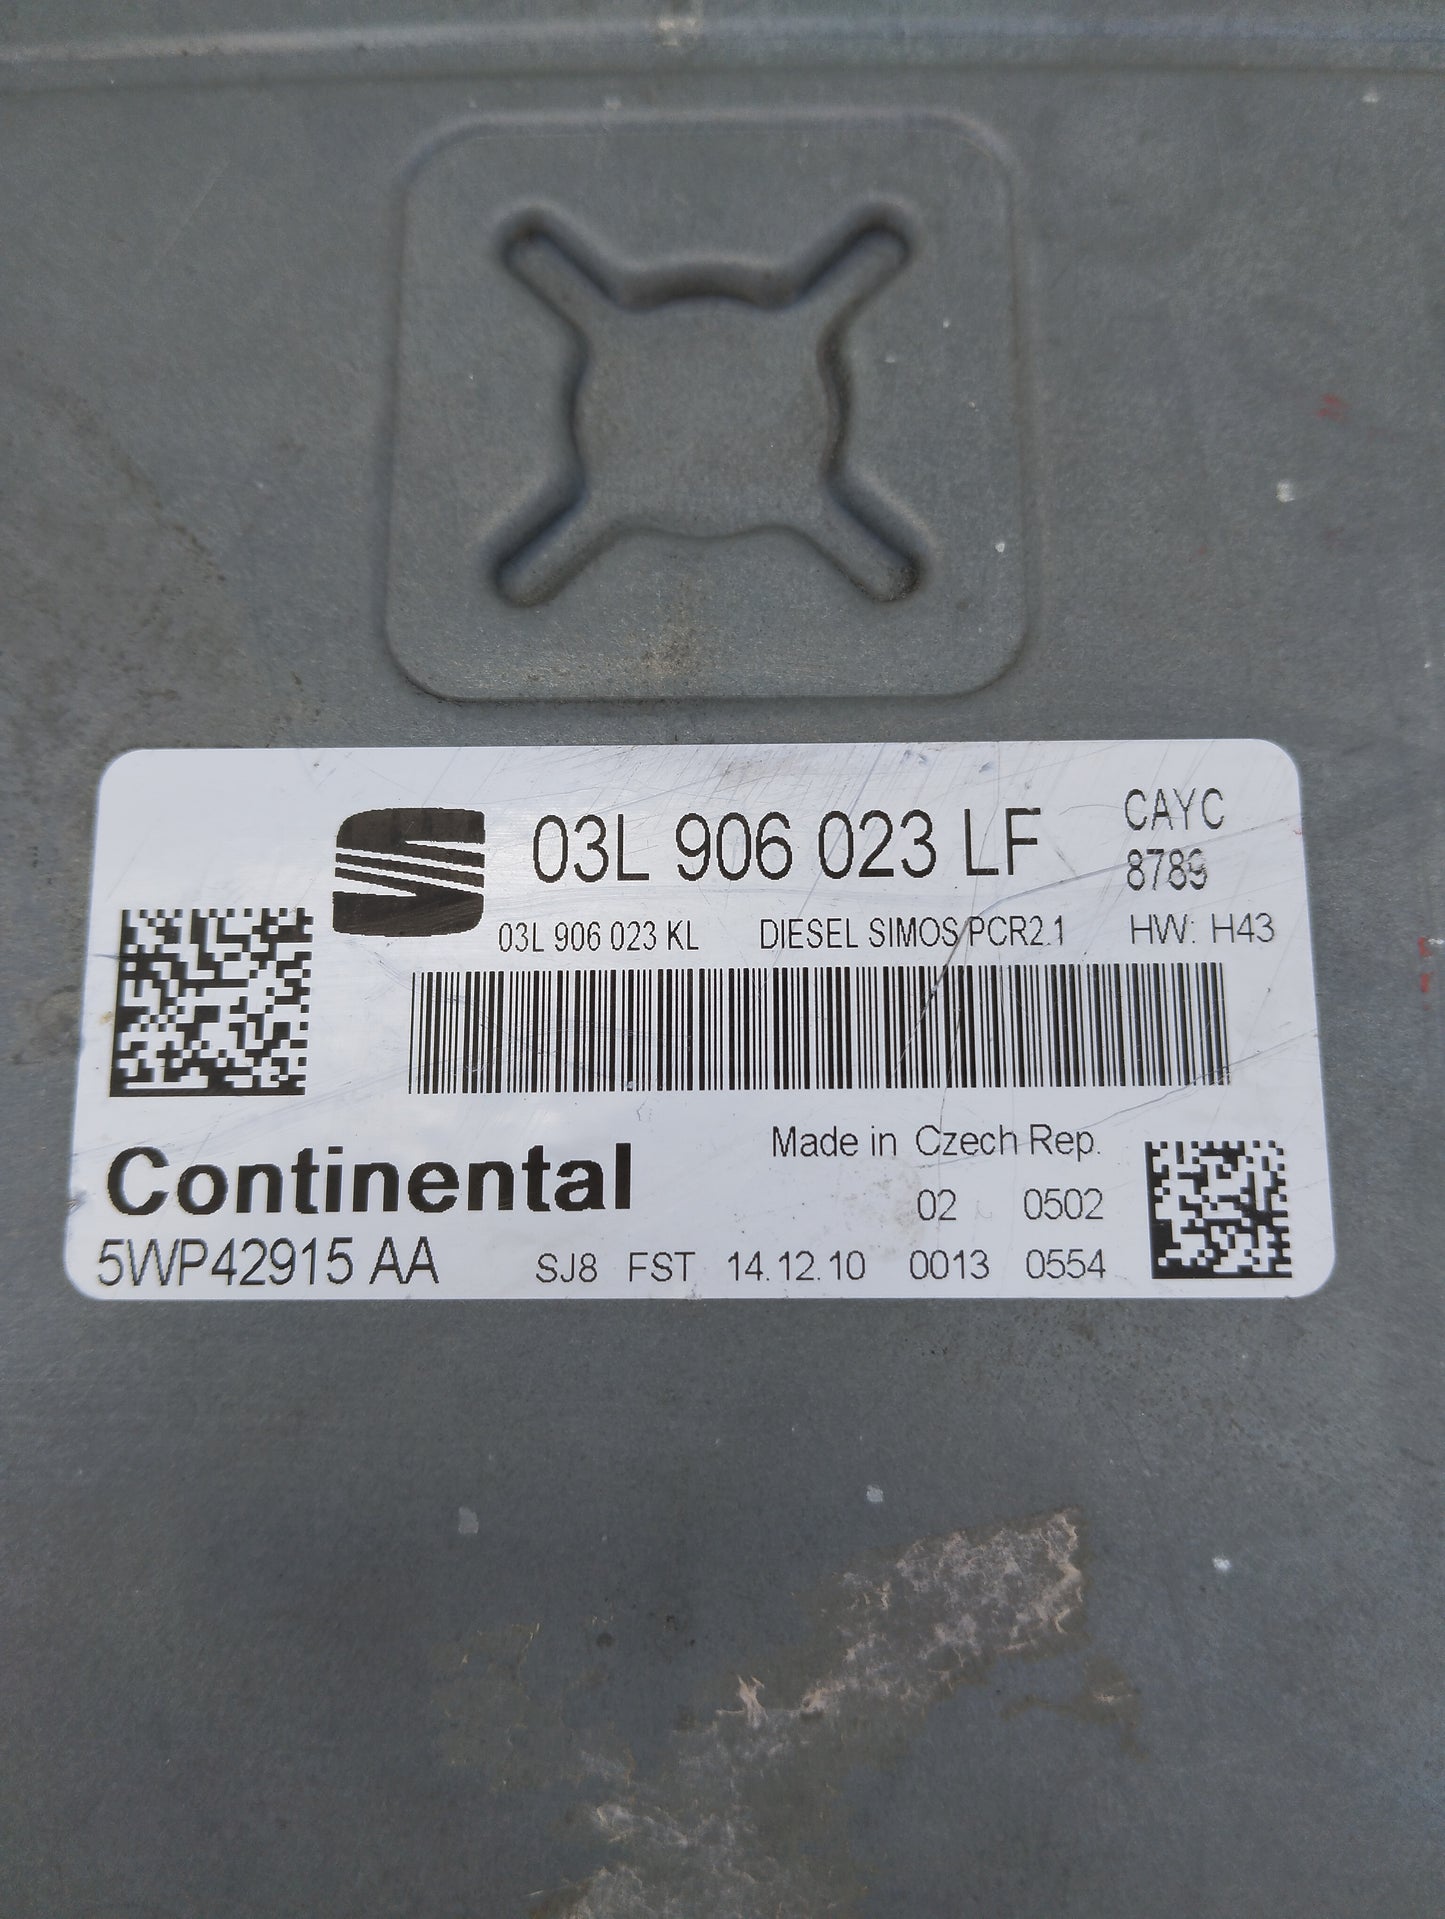 03L 906 023 LF
CAYC
8789
03L 906 023 KL DIESEL SIMOS PCR2.1 HW: H43
Continental
Made in Czech Rep.
02 0502
5WP42915 AA SJ8 FST 14.12.10 0013 0554